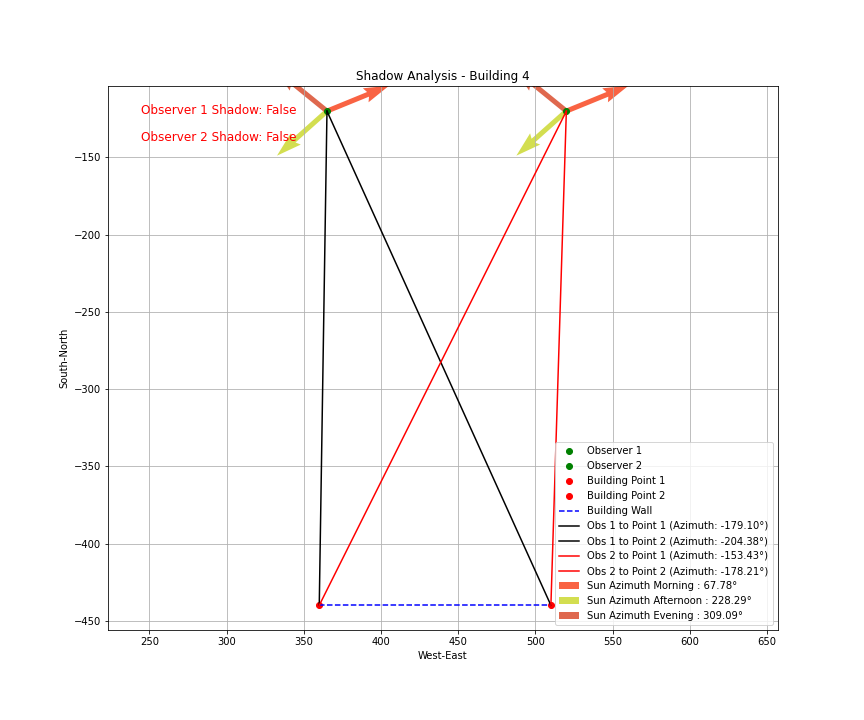 Shadow Analysis - Building 4
Observer 1 Shadow: False
Observer 2 Shadow: False
South-North
−150
−200
−250
−300
−350
−400
−450
250
300
350
400
450
500
550
600
650
West-East
Observer 1
Observer 2
Building Point 1
Building Point 2
Building Wall
Obs 1 to Point 1 (Azimuth: -179.10°)
Obs 1 to Point 2 (Azimuth: -204.38°)
Obs 2 to Point 1 (Azimuth: -153.43°)
Obs 2 to Point 2 (Azimuth: -178.21°)
Sun Azimuth Morning : 67.78°
Sun Azimuth Afternoon : 228.29°
Sun Azimuth Evening : 309.09°